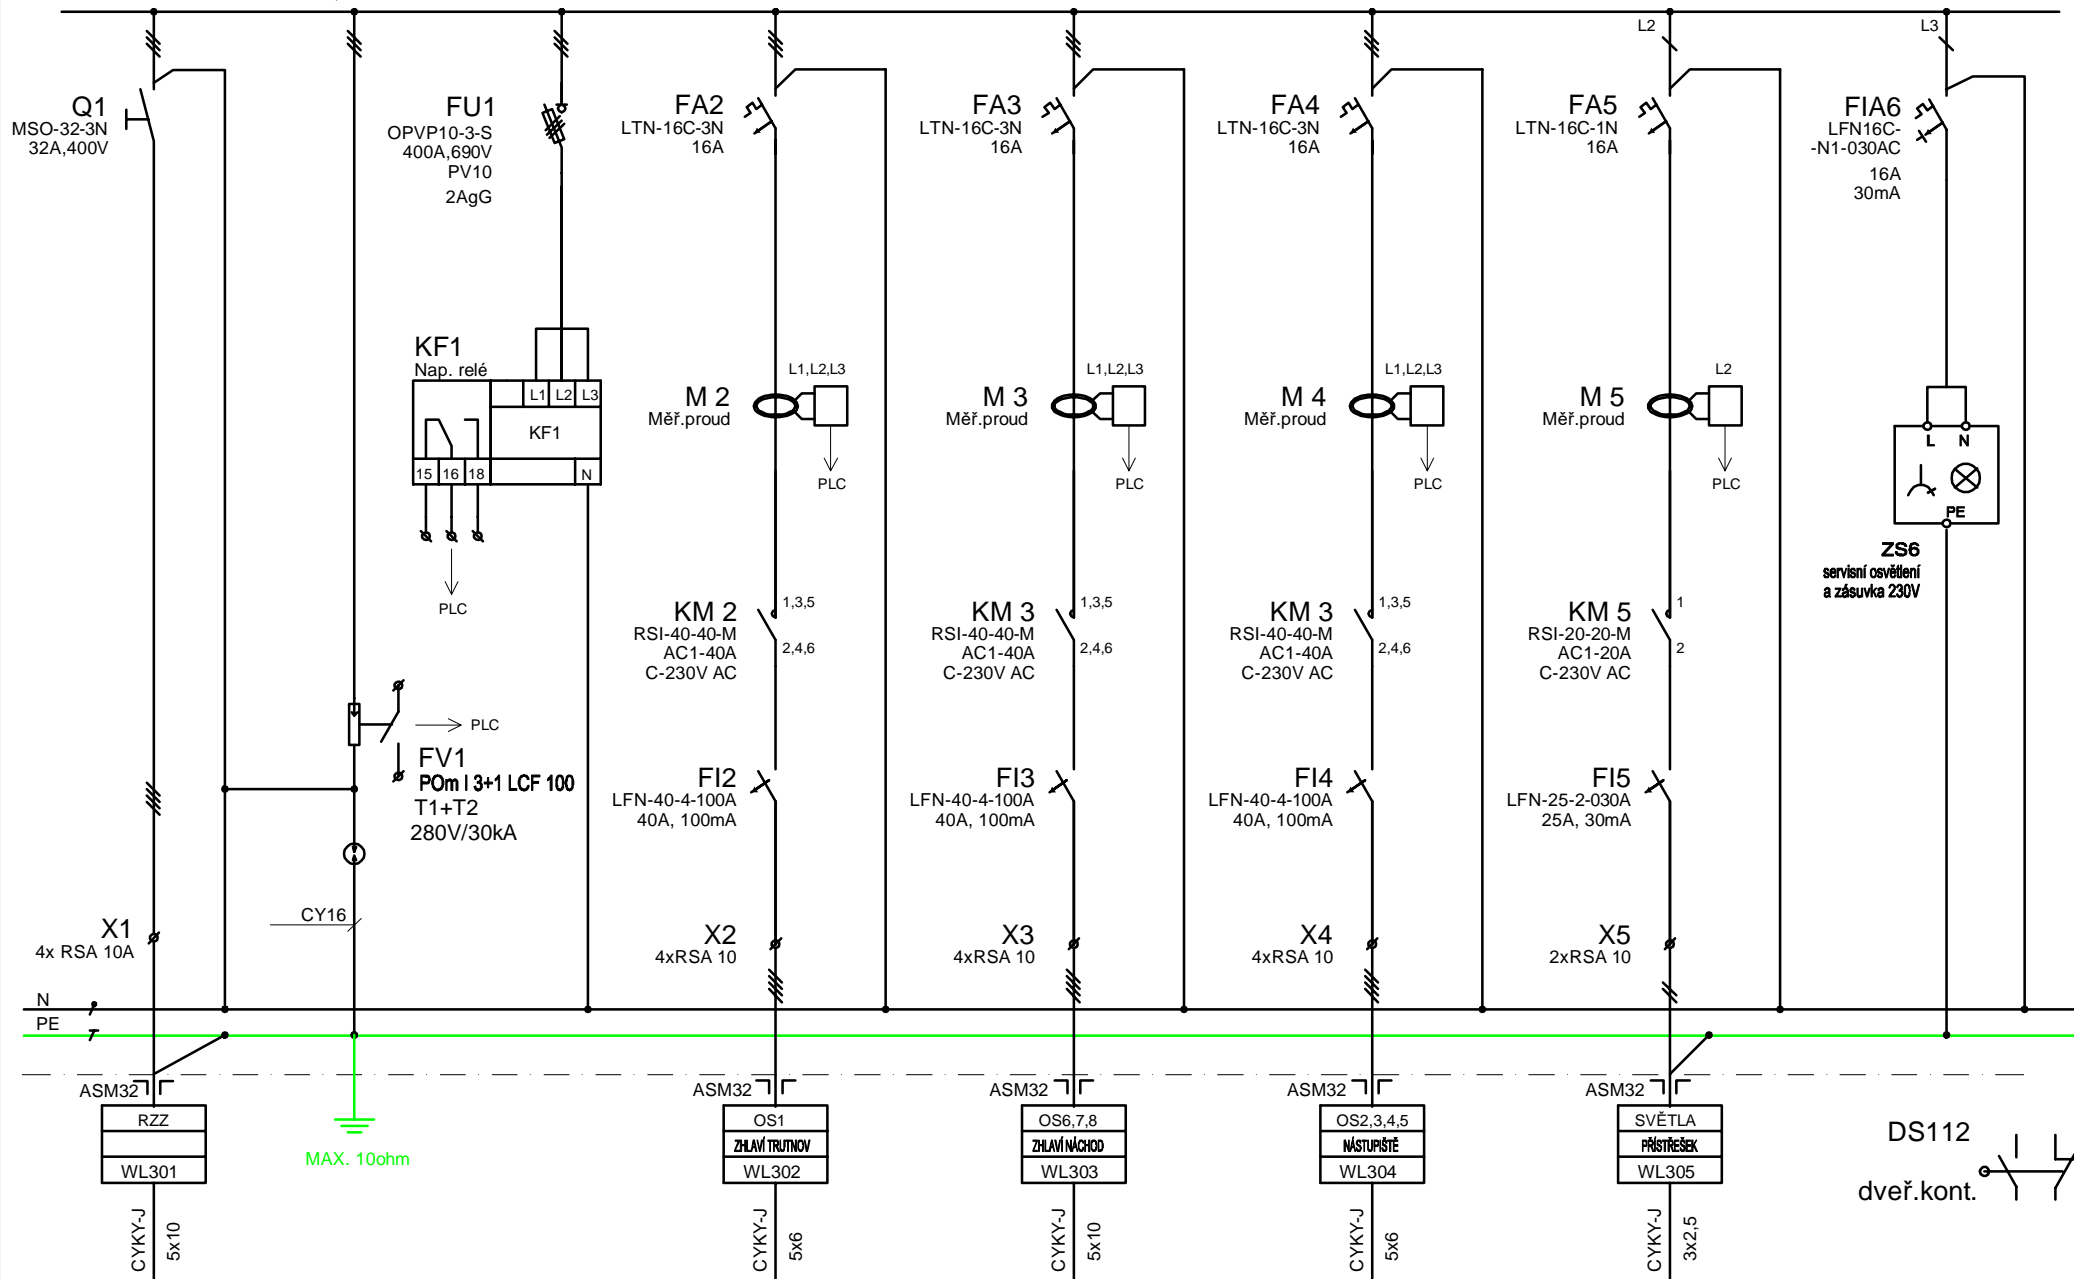 L2
L3
Q1
MSO-32-3N
32A,400V
FU1
OPVP10-3-S
400A,690V
PV10
2AgG
FA2
LTN-16C-3N
16A
FA3
LTN-16C-3N
16A
FA4
LTN-16C-3N
16A
FA5
LTN-16C-1N
16A
FIA6
LFN16C-
-N1-030AC
16A
30mA
KF1
Nap. relé
L1 L2 L3
KF1
15 16 18 N
PLC
M 2
Měř.proud
L1,L2,L3
PLC
M 3
Měř.proud
L1,L2,L3
PLC
M 4
Měř.proud
L1,L2,L3
PLC
M 5
Měř.proud
L2
PLC
L N
PE
ZS6
servisní osvětlení
a zásuvka 230V
KM 2
RSI-40-40-M
AC1-40A
C-230V AC
1,3,5
2,4,6
KM 3
RSI-40-40-M
AC1-40A
C-230V AC
1,3,5
2,4,6
KM 3
RSI-40-40-M
AC1-40A
C-230V AC
1,3,5
2,4,6
KM 5
RSI-20-20-M
AC1-20A
C-230V AC
1
2
PLC
FV1
POm I 3+1 LCF 100
T1+T2
280V/30kA
FI2
LFN-40-4-100A
40A, 100mA
FI3
LFN-40-4-100A
40A, 100mA
FI4
LFN-40-4-100A
40A, 100mA
FI5
LFN-25-2-030A
25A, 30mA
CY16
X1
4x RSA 10A
X2
4xRSA 10
X3
4xRSA 10
X4
4xRSA 10
X5
2xRSA 10
N
PE
ASM32
RZZ
WL301
CYKY-J
5x10
MAX. 10ohm
ASM32
OS1
ZHLAVÍ TRUTNOV
WL302
CYKY-J
5x6
ASM32
OS6,7,8
ZHLAVÍ NÁCHOD
WL303
CYKY-J
5x10
ASM32
OS2,3,4,5
NÁSTUPIŠTĚ
WL304
CYKY-J
5x6
ASM32
SVĚTLA
PŘÍSTŘEŠEK
WL305
CYKY-J
3x2,5
DS112
dveř.kont.